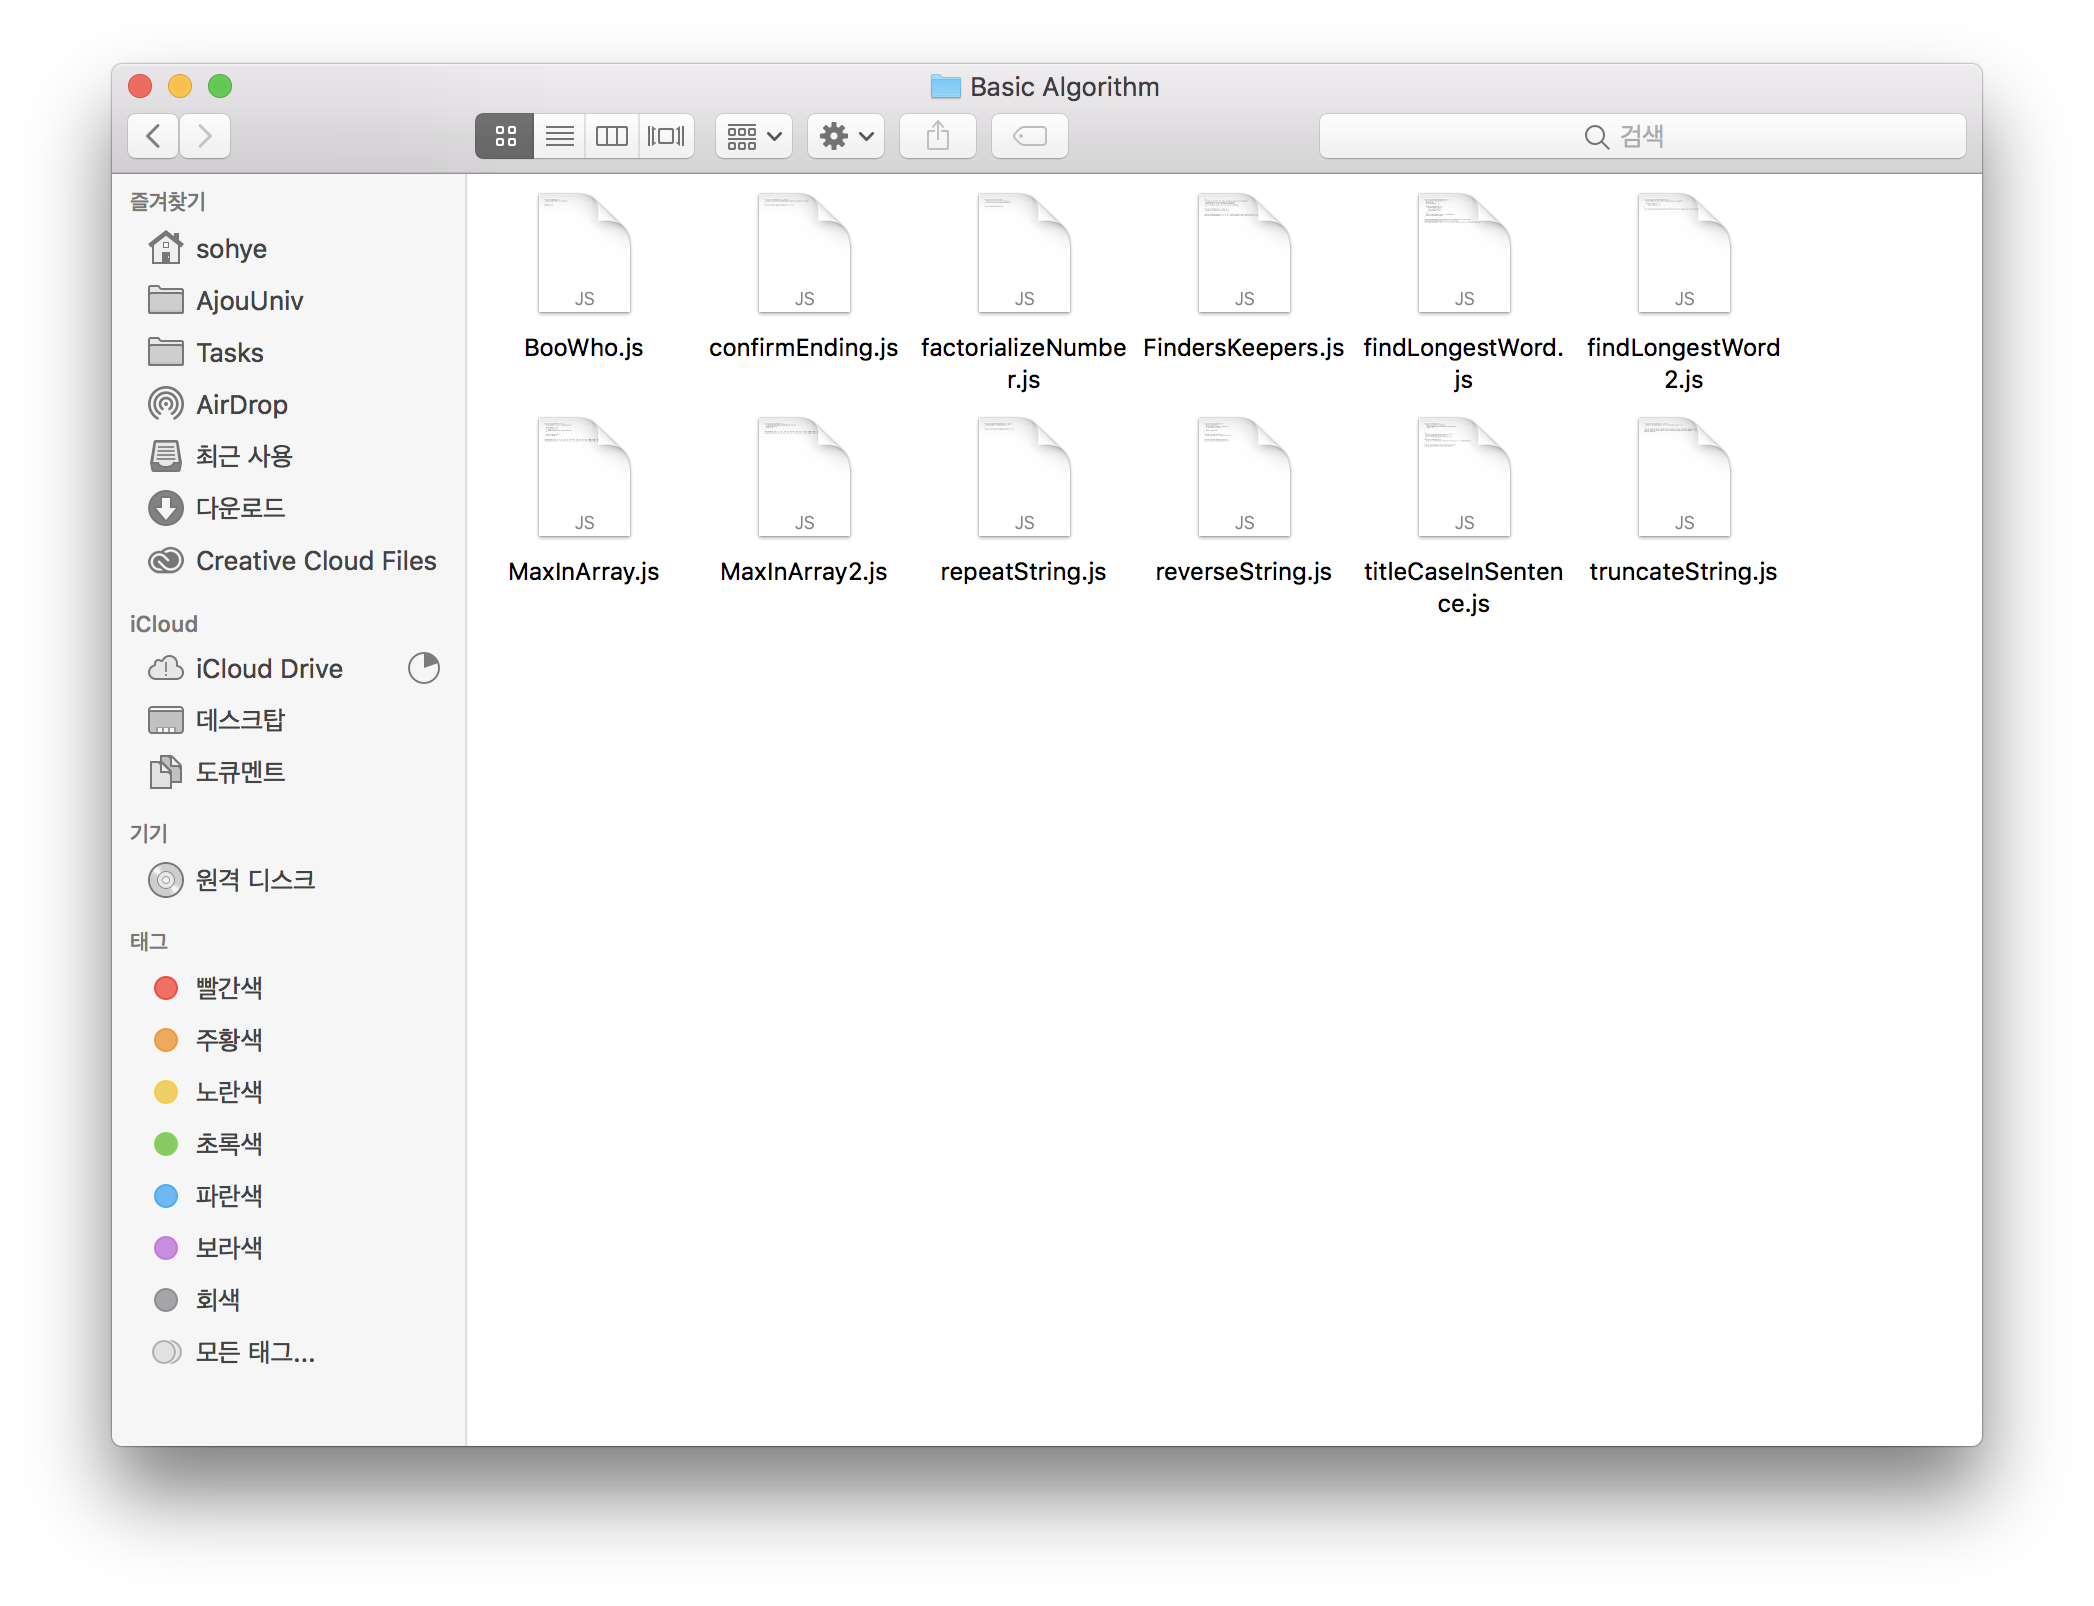 Basic Algorithm
검색
즐겨찾기
sohye
AjouUniv
Tasks
AirDrop
최근 사용
다운로드
Creative Cloud Files
iCloud
iCloud Drive
데스크탑
도큐멘트
기기
원격 디스크
태그
빨간색
주황색
노란색
초록색
파란색
보라색
회색
모든 태그...
JS
JS
JS
JS
JS
JS
BooWho.js
confirmEnding.js
factorializeNumbe
r.js
FindersKeepers.js
findLongestWord.
js
findLongestWord
2.js
JS
JS
JS
JS
JS
JS
MaxInArray.js
MaxInArray2.js
repeatString.js
reverseString.js
titleCaseInSenten
ce.js
truncateString.js